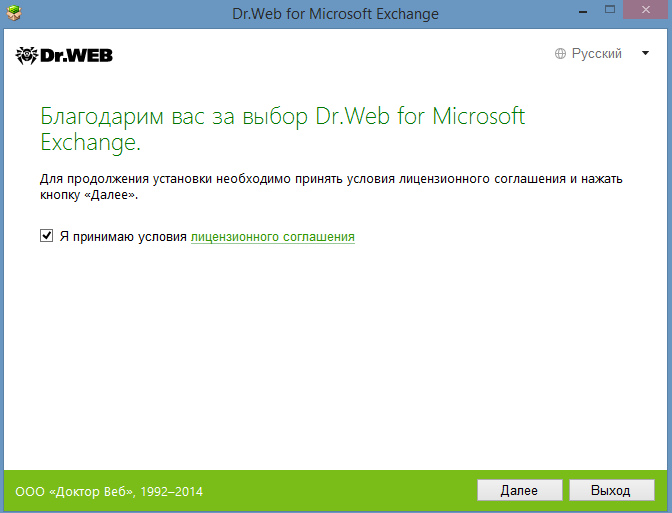 Dr.Web for Microsoft Exchange
Dr.WEB
Русский
Благодарим вас за выбор Dr.Web for Microsoft
Exchange.
Для продолжения установки необходимо принять условия лицензионного соглашения и нажать
кнопку «Далее».
Я принимаю условия лицензионного соглашения
ООО «Доктор Веб», 1992–2014
Далее
Выход